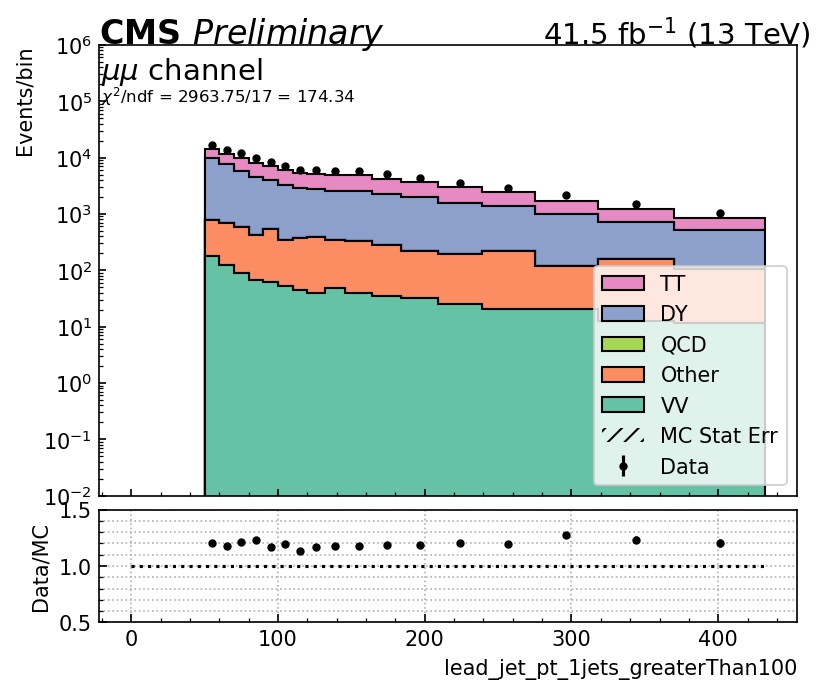 CMS Preliminary 41.5 fb⁻¹ (13 TeV)
μμ channel
χ²/ndf = 2963.75/17 = 174.34
Events/bin
10⁶
10⁵
10⁴
10³
10²
10¹
10⁰
10⁻¹
10⁻²
TT
DY
QCD
Other
VV
MC Stat Err
Data
Data/MC
1.5
1.0
0.5
0 100 200 300 400
lead_jet_pt_1jets_greaterThan100